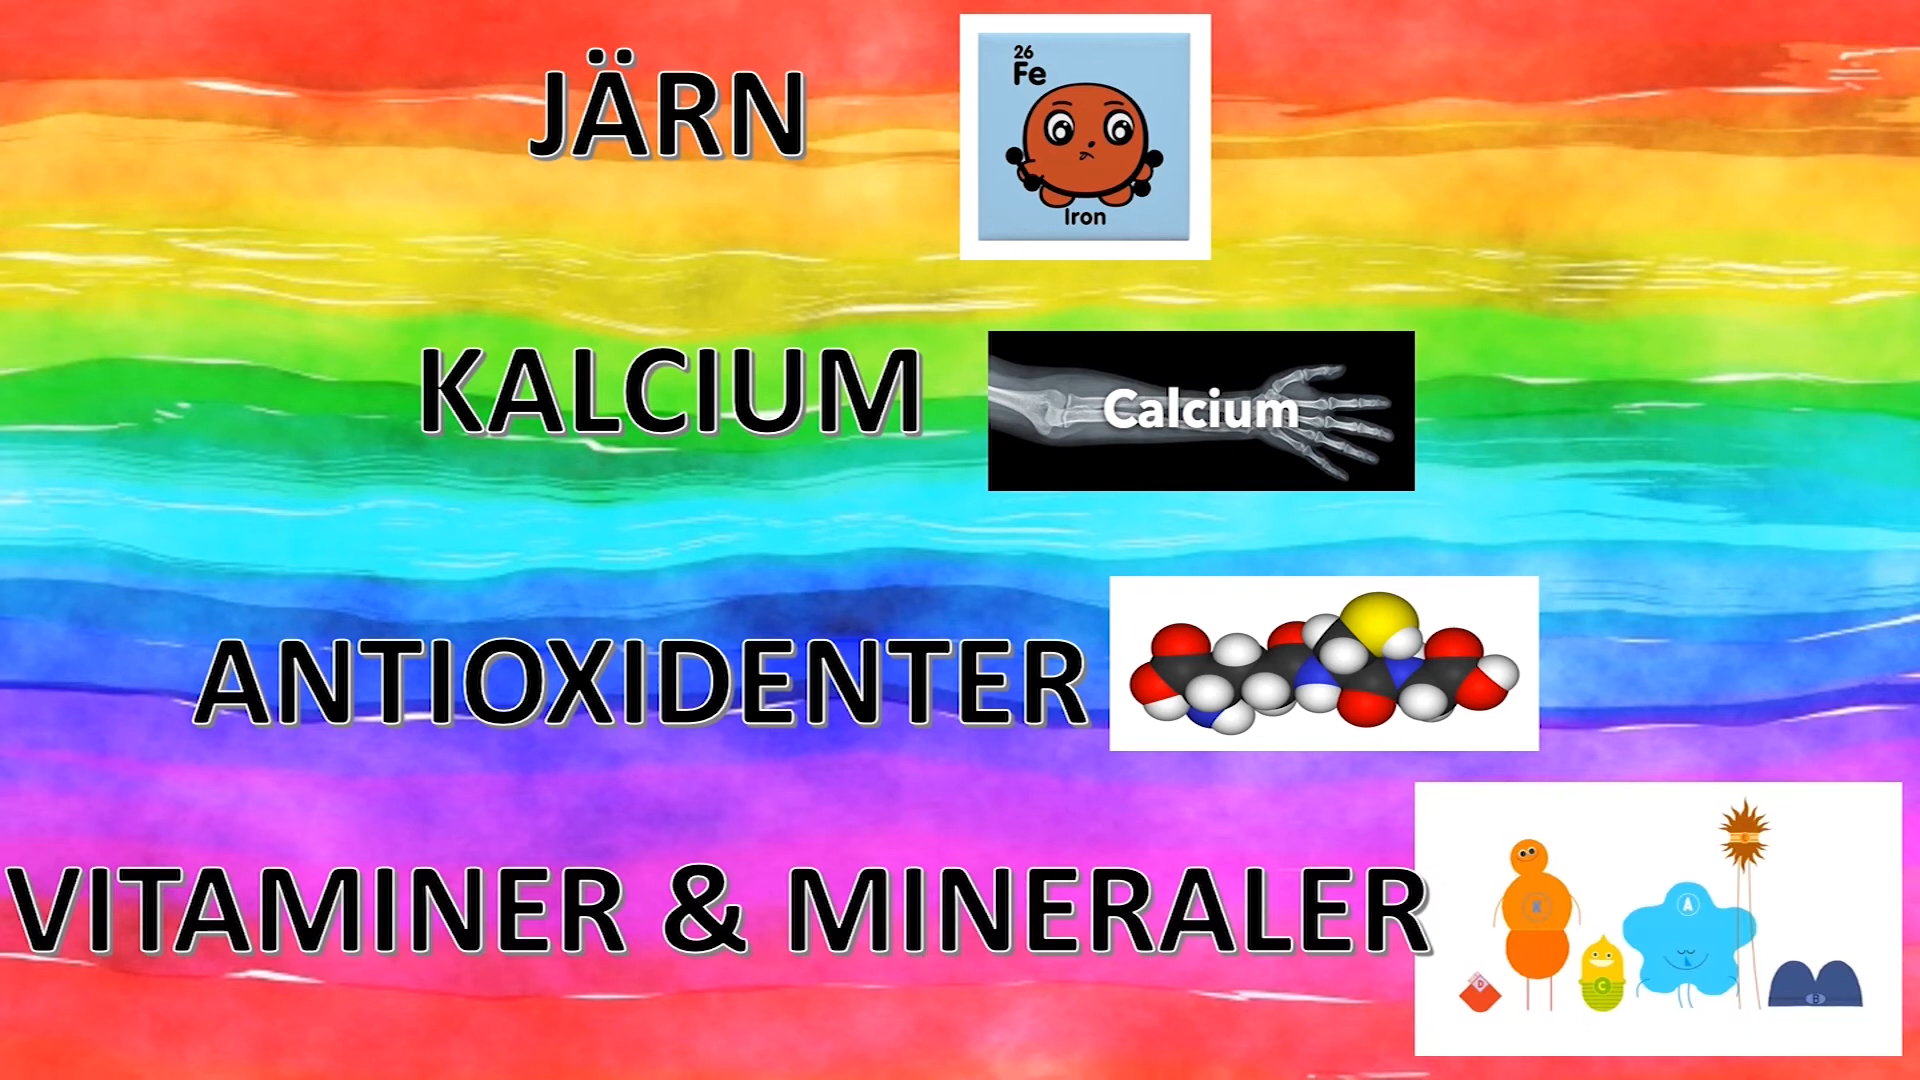 JÄRN
26
Fe
Iron
KALCIUM
Calcium
ANTIOXIDENTER
VITAMINER & MINERALER
K
A
C
D
B